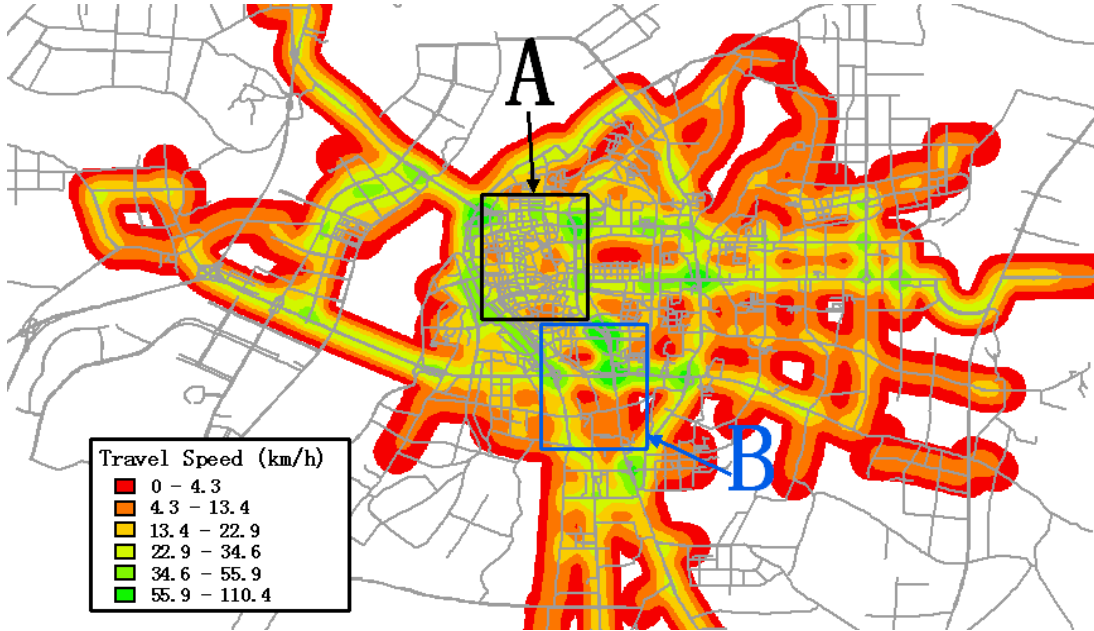 A
B
Travel Speed (km/h)
0 - 4.3
4.3 - 13.4
13.4 - 22.9
22.9 - 34.6
34.6 - 55.9
55.9 - 110.4